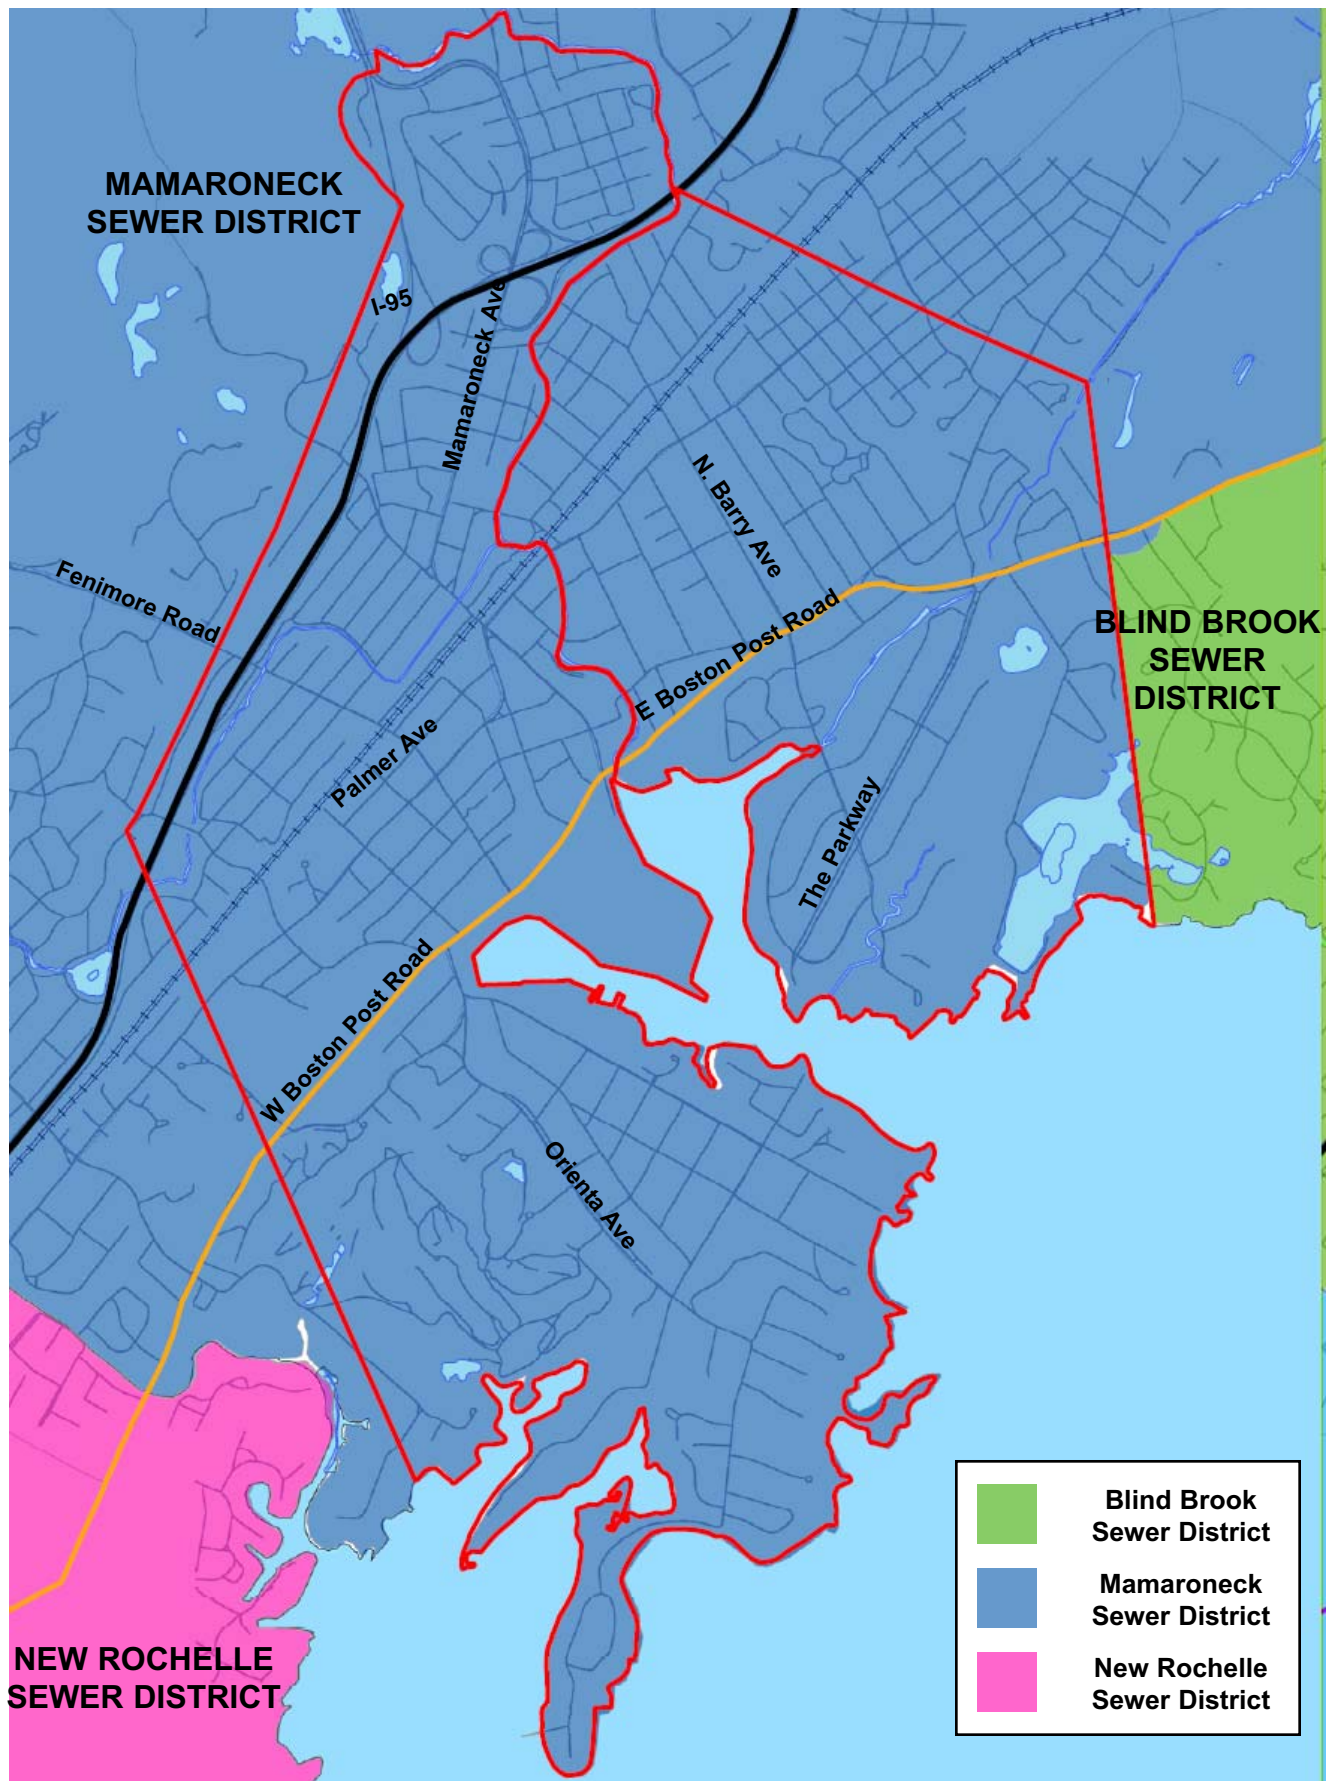 MAMARONECK
SEWER DISTRICT
I-95
Mamaroneck Ave
N. Barry Ave
Fenimore Road
E Boston Post Road
BLIND BROOK
SEWER
DISTRICT
Palmer Ave
The Parkway
W Boston Post Road
Orienta Ave
NEW ROCHELLE
SEWER DISTRICT
Blind Brook
Sewer District
Mamaroneck
Sewer District
New Rochelle
Sewer District